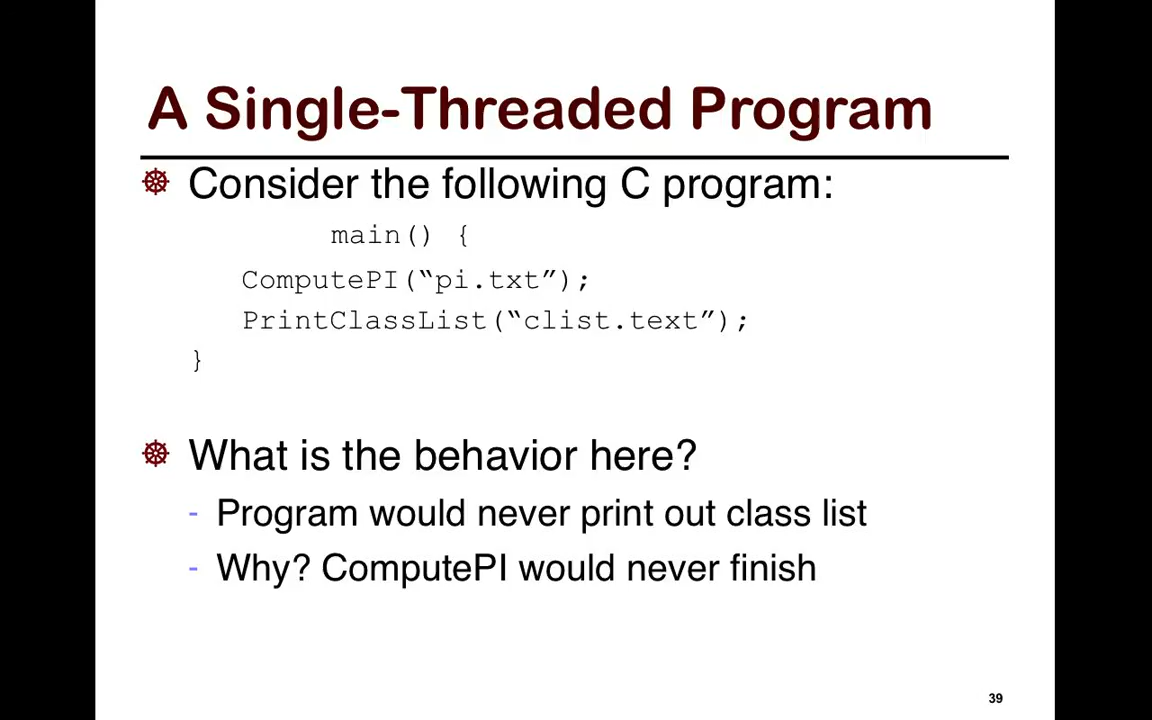 A Single-Threaded Program
Consider the following C program:
main() {
ComputePI(“pi.txt”);
PrintClassList(“clist.text”);
}
What is the behavior here?
- Program would never print out class list
- Why? ComputePI would never finish
39